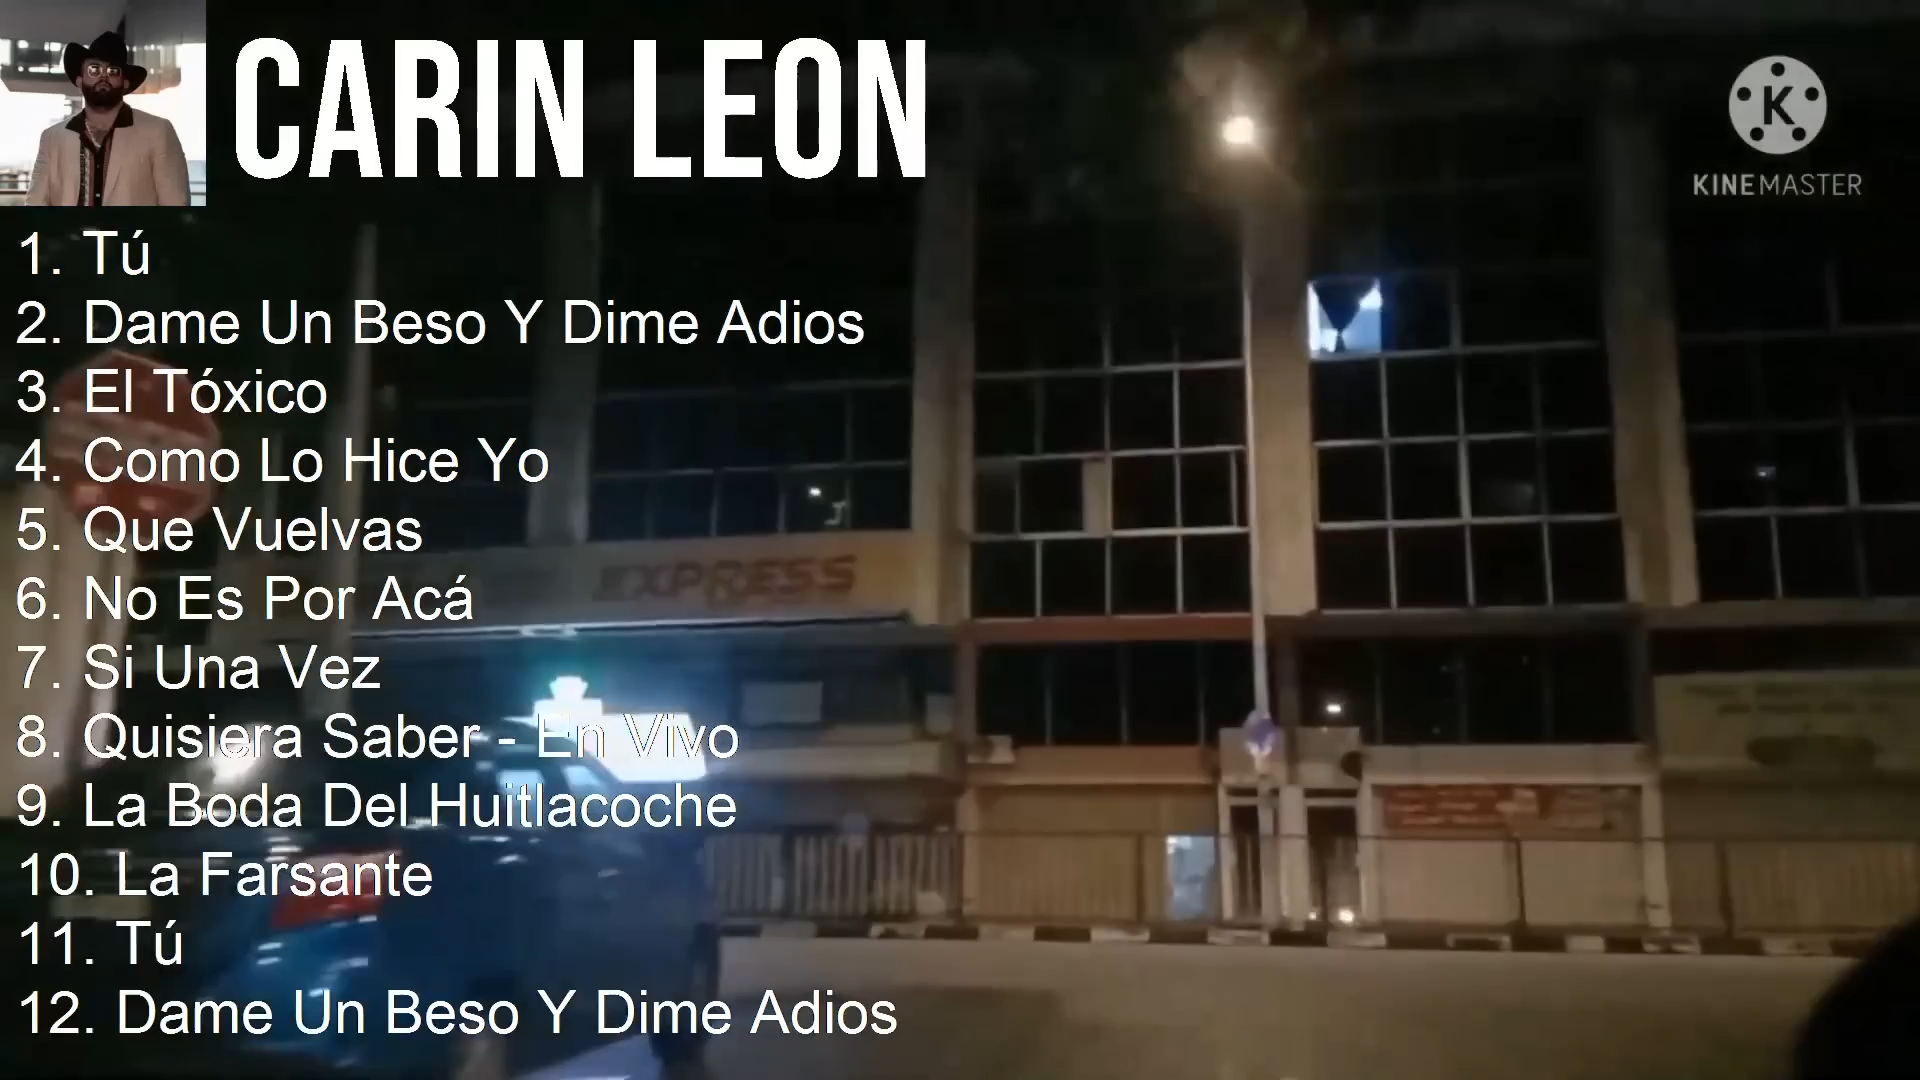 CARIN LEON
K
KINEMASTER
1. Tú
2. Dame Un Beso Y Dime Adios
3. El Tóxico
4. Como Lo Hice Yo
5. Que Vuelvas
6. No Es Por Acá
7. Si Una Vez
8. Quisiera Saber - En Vivo
9. La Boda Del Huitlacoche
10. La Farsante
11. Tú
12. Dame Un Beso Y Dime Adios
EXPRESS